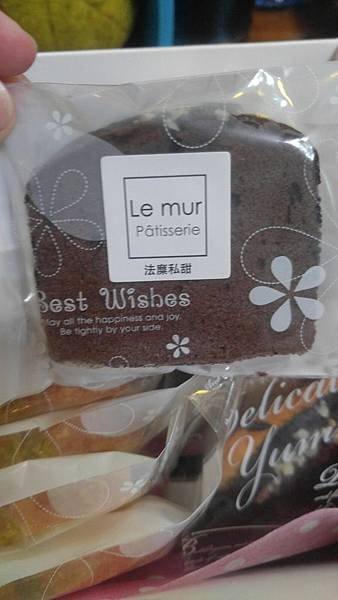 Le mur
Pâtisserie
法糜私甜
Best Wishes
May all the happiness and joy.
Be tightly by your side.
Yum